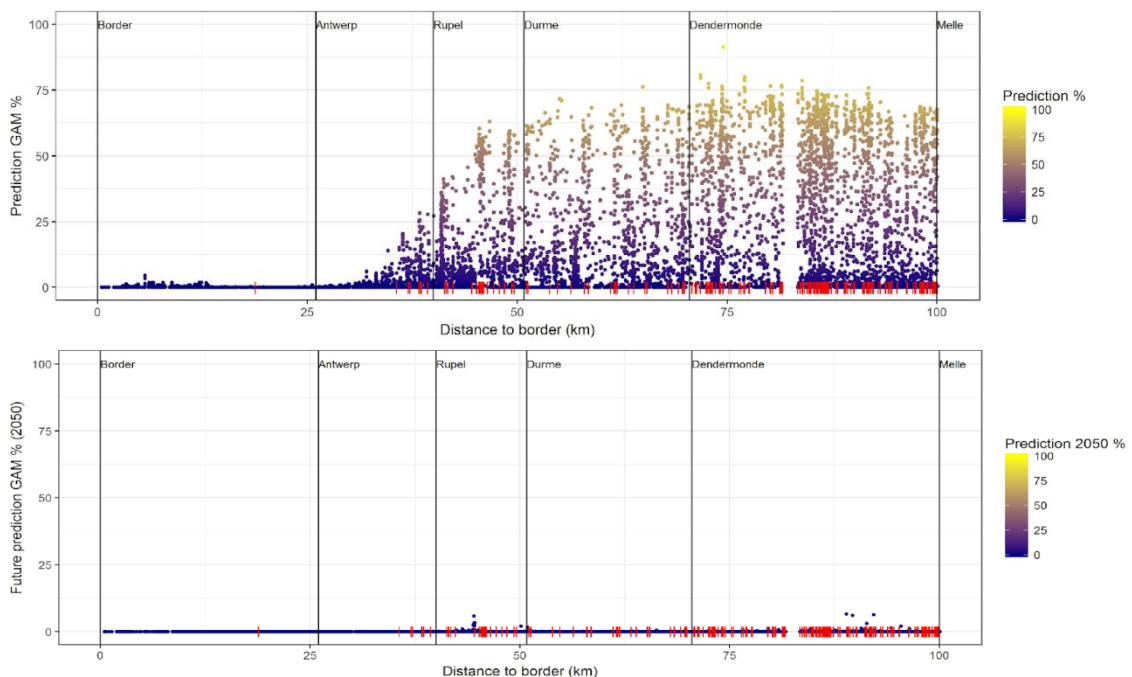 Border Antwerp Rupel Durme Dendermonde Melle
100
75
50
25
0
Prediction GAM %
0 25 50 75 100
Distance to border (km)
Prediction %
100
75
50
25
0
Border Antwerp Rupel Durme Dendermonde Melle
100
75
50
25
0
Future prediction GAM % (2050)
0 25 50 75 100
Distance to border (km)
Prediction 2050 %
100
75
50
25
0